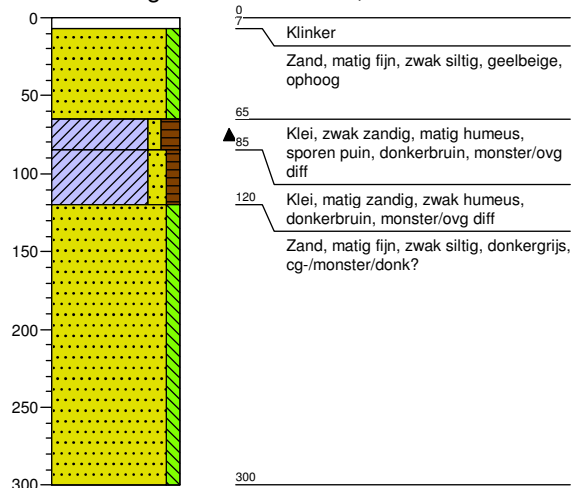 0
50
100
150
200
250
300
0
7
Klinker
Zand, matig fijn, zwak siltig, geelbeige,
ophoog
65
Klei, zwak zandig, matig humeus,
sporen puin, donkerbruin, monster/ovg
diff
85
Klei, matig zandig, zwak humeus,
donkerbruin, monster/ovg diff
120
Zand, matig fijn, zwak siltig, donkergrijs,
cg-/monster/donk?
300